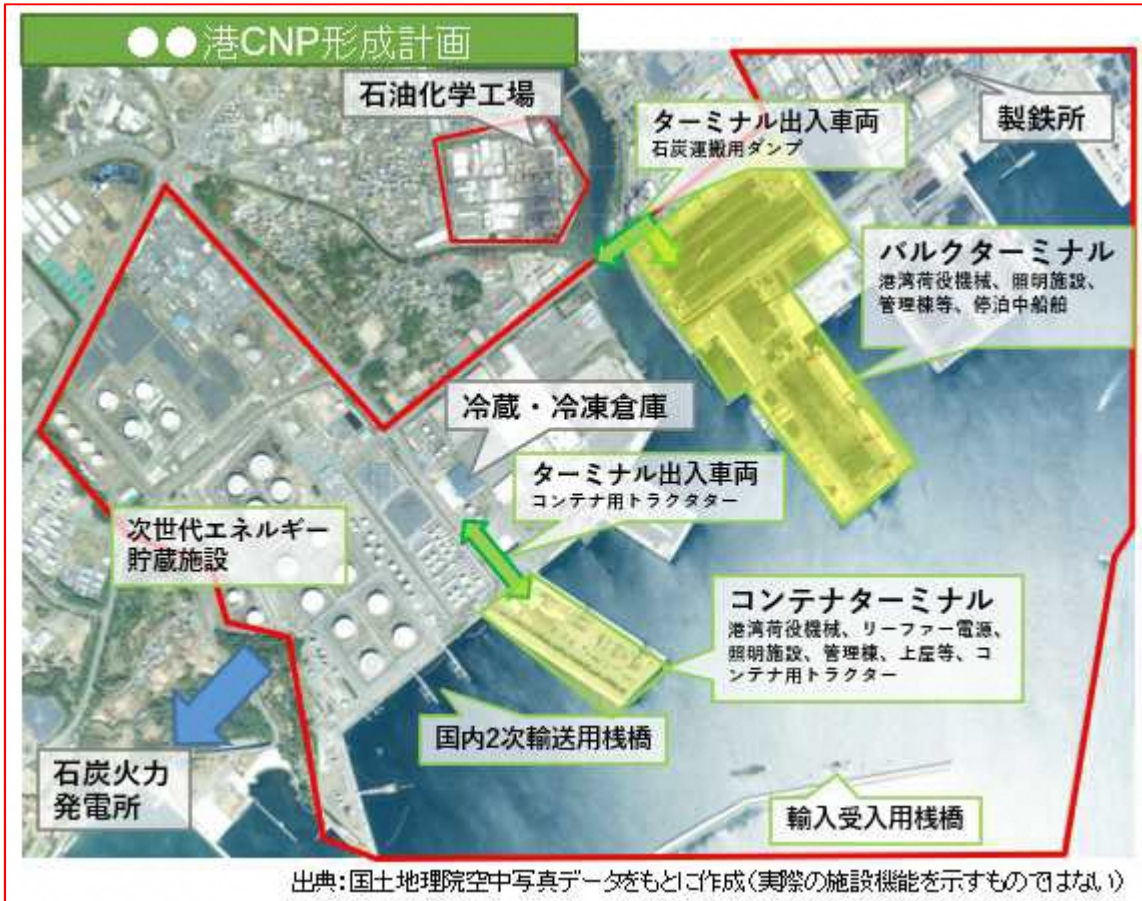 ●●港CNP形成計画
石油化学工場
ターミナル出入車両
石炭運搬用ダンプ
製鉄所
バルクターミナル
港湾荷役機械、照明施設、
管理棟等、停泊中船舶
冷蔵・冷凍倉庫
ターミナル出入車両
コンテナ用トラクタター
次世代エネルギー
貯蔵施設
コンテナターミナル
港湾荷役機械、リーファー電源、
照明施設、管理棟、上屋等、コ
ンテナ用トラクター
国内2次輸送用桟橋
石炭火力
発電所
輸入受入用桟橋
出典:国土地理院空中写真データをもとに作成(実際の施設機能を示すものではない)